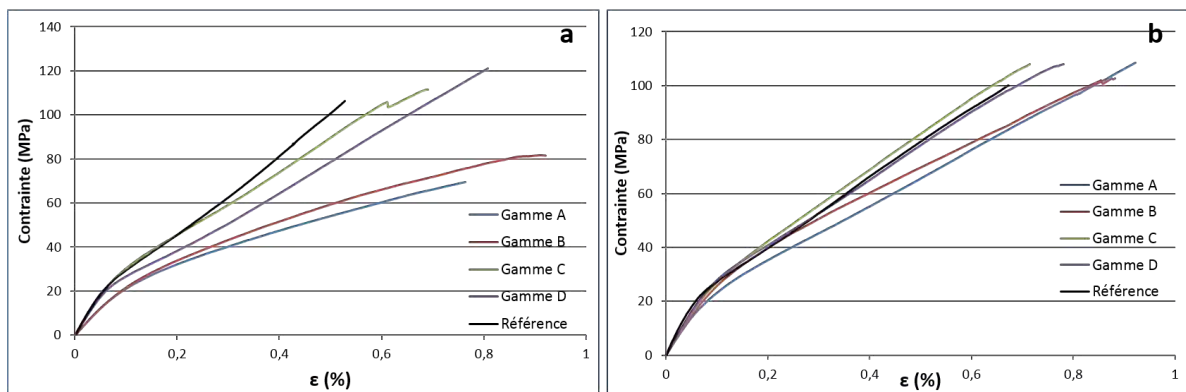 a
140
120
100
80
60
40
20
0
Contrainte (MPa)
0
0,2
0,4
0,6
0,8
1
ε (%)
Gamme A
Gamme B
Gamme C
Gamme D
Référence
b
120
100
80
60
40
20
0
Contrainte (MPa)
0
0,2
0,4
0,6
0,8
1
ε (%)
Gamme A
Gamme B
Gamme C
Gamme D
Référence